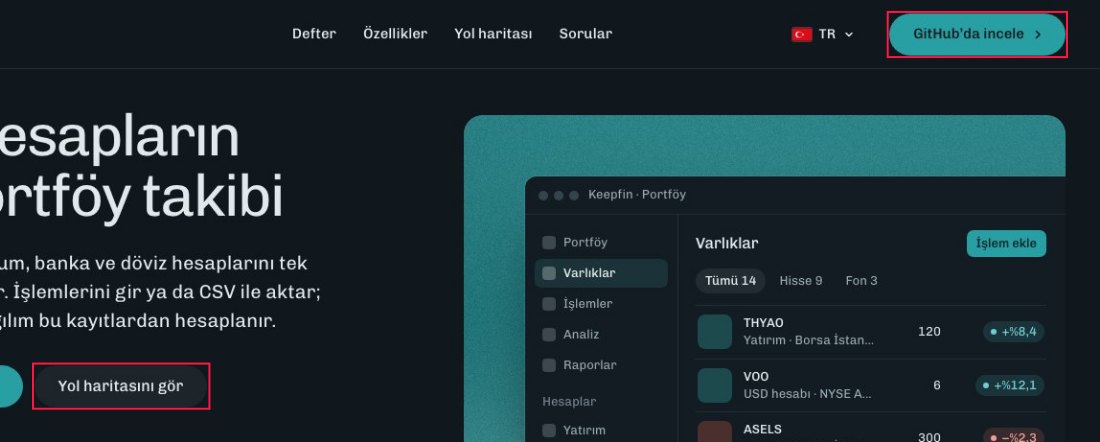 Defter Özellikler Yol haritası Sorular TR GitHub'da incele
esapların
ortföy takibi
um, banka ve döviz hesaplarını tek
r. İşlemlerini gir ya da CSV ile aktar;
ğılım bu kayıtlardan hesaplanır.
Yol haritasını gör
Keepfin · Portföy
Portföy
Varlıklar
İşlemler
Analiz
Raporlar
Hesaplar
Yatırım
Varlıklar İşlem ekle
Tümü 14 Hisse 9 Fon 3
THYAO 120 +%8,4
Yatırım · Borsa İstan...
VOO 6 +%12,1
USD hesabı · NYSE A...
ASELS 300 −%2,3